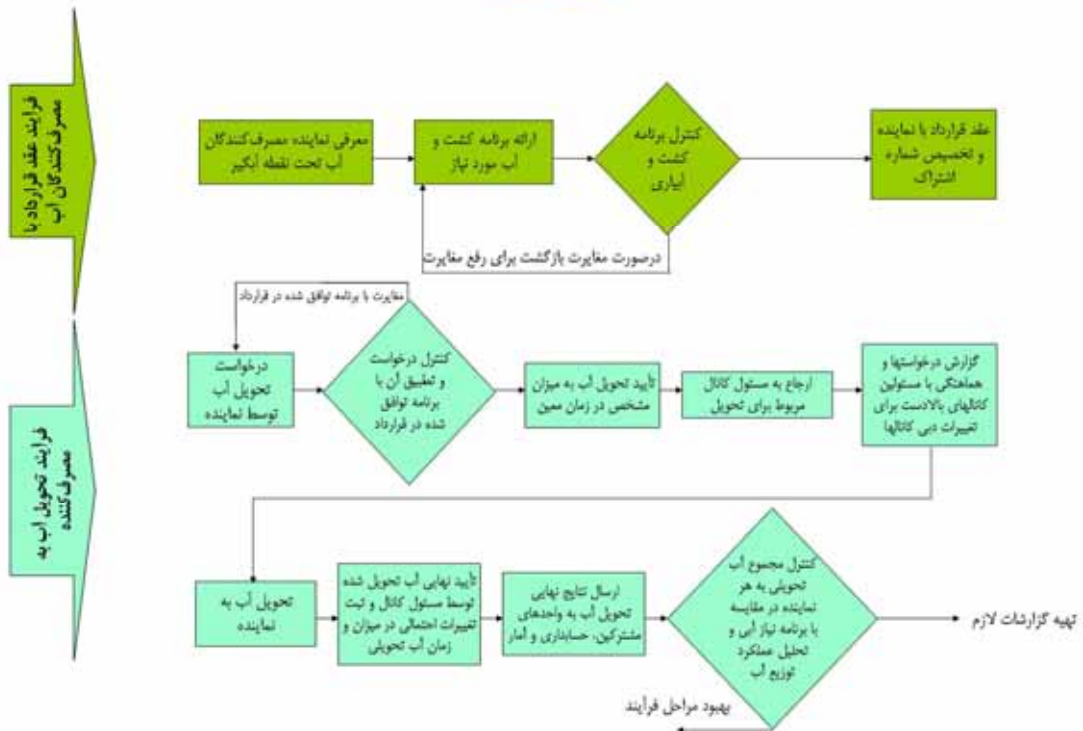 فرایند عقد قرارداد با
مصرف‌کنندگان آب
معرفی نماینده مصرف‌کنندگان
آب تحت نقطه آبگیر
ارائه برنامه کشت و
آب مورد نیاز
کنترل برنامه
کشت و
آبیاری
عقد قرارداد با نماینده
و تخصیص شماره
اشتراک
درصورت مغایرت بازگشت برای رفع مغایرت
فرایند تحویل آب به
مصرف‌کننده
مغایرت با برنامه توافق شده در قرارداد
درخواست
تحویل آب
توسط نماینده
کنترل درخواست
و تطبیق آن با
برنامه توافق
شده در قرارداد
تأیید تحویل آب به میزان
مشخص در زمان معین
ارجاع به مسئول کانال
مربوط برای تحویل
گزارش درخواستها و
هماهنگی با مسئولین
کانالهای بالادست برای
تغییرات دبی کانالها
تحویل آب به
نماینده
تأیید نهایی آب تحویل شده
توسط مسئول کانال و ثبت
تغییرات احتمالی در میزان و
زمان آب تحویلی
ارسال نتایج نهایی
تحویل آب به واحدهای
مشترکین، حسابداری و آمار
کنترل مجموع آب
تحویلی به هر
نماینده در مقایسه
با برنامه نیاز آبی و
تحلیل عملکرد
توزیع آب
تهیه گزارشات لازم
بهبود مراحل فرآیند